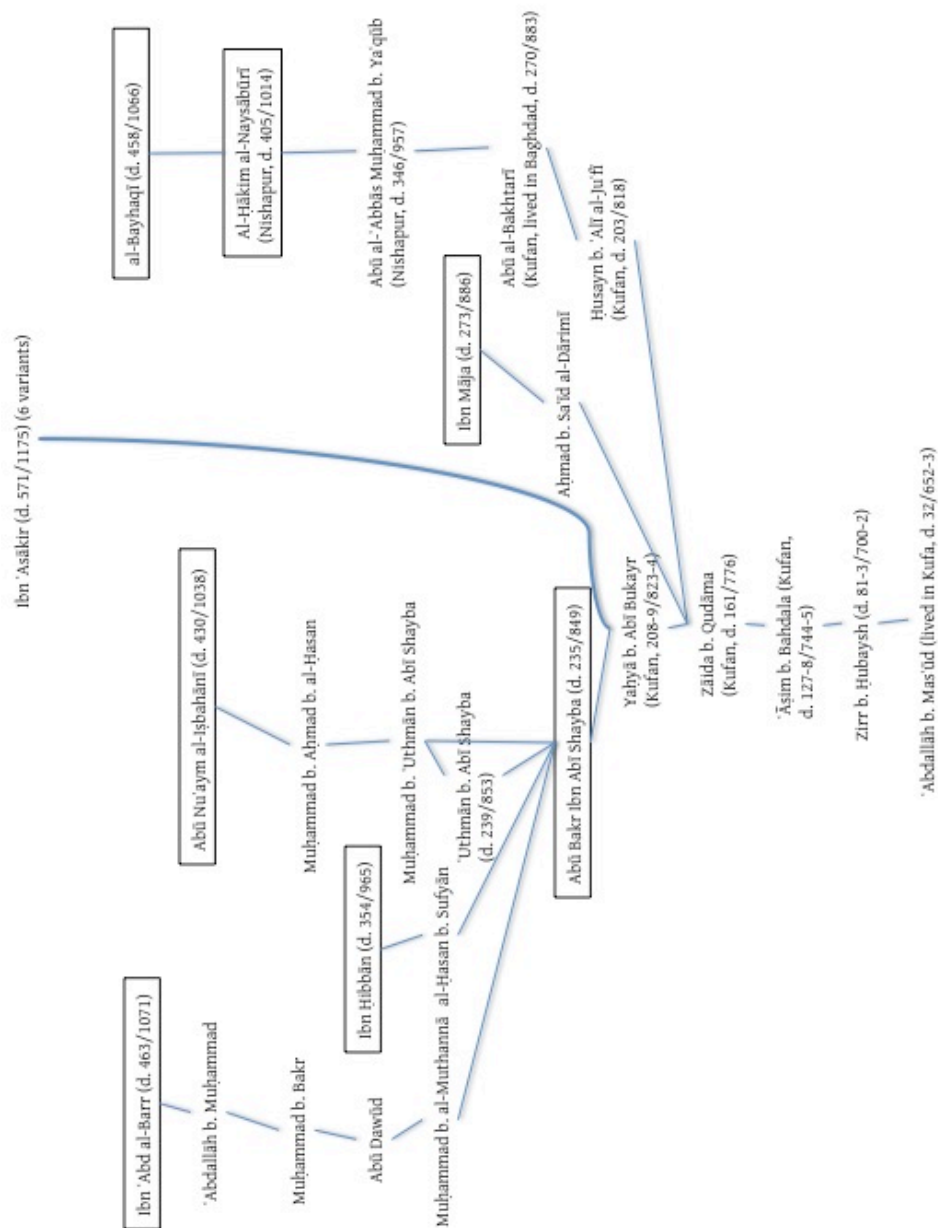 Ibn ʿAsākir (d. 571/1175) (6 variants)
Ibn ʿAbd al-Barr (d. 463/1071)
ʿAbdallāh b. Muḥammad
Muḥammad b. Bakr
Abū Dawūd
Muḥammad b. al-Muthannā
Ibn Ḥibbān (d. 354/965)
al-Ḥasan b. Sufyān
Abū Nuʿaym al-Iṣbahānī (d. 430/1038)
Muḥammad b. Aḥmad b. al-Ḥasan
Muḥammad b. ʿUthmān b. Abī Shayba
ʿUthmān b. Abī Shayba
(d. 239/853)
Abū Bakr Ibn Abī Shayba (d. 235/849)
al-Bayhaqī (d. 458/1066)
Al-Ḥākim al-Naysābūrī
(Nishapur, d. 405/1014)
Abū al-ʿAbbās Muḥammad b. Yaʿqūb
(Nishapur, d. 346/957)
Abū al-Bakhtarī
(Kufan, lived in Baghdad, d. 270/883)
Ḥusayn b. ʿAlī al-Juʿfī
(Kufan, d. 203/818)
Ibn Māja (d. 273/886)
Aḥmad b. Saʿīd al-Dārimī
Yaḥyā b. Abī Bukayr
(Kufan, 208-9/823-4)
Zāida b. Qudāma
(Kufan, d. 161/776)
ʿĀṣim b. Bahdala (Kufan,
d. 127-8/744-5)
Zirr b. Ḥubaysh (d. 81-3/700-2)
ʿAbdallāh b. Masʿūd (lived in Kufa, d. 32/652-3)